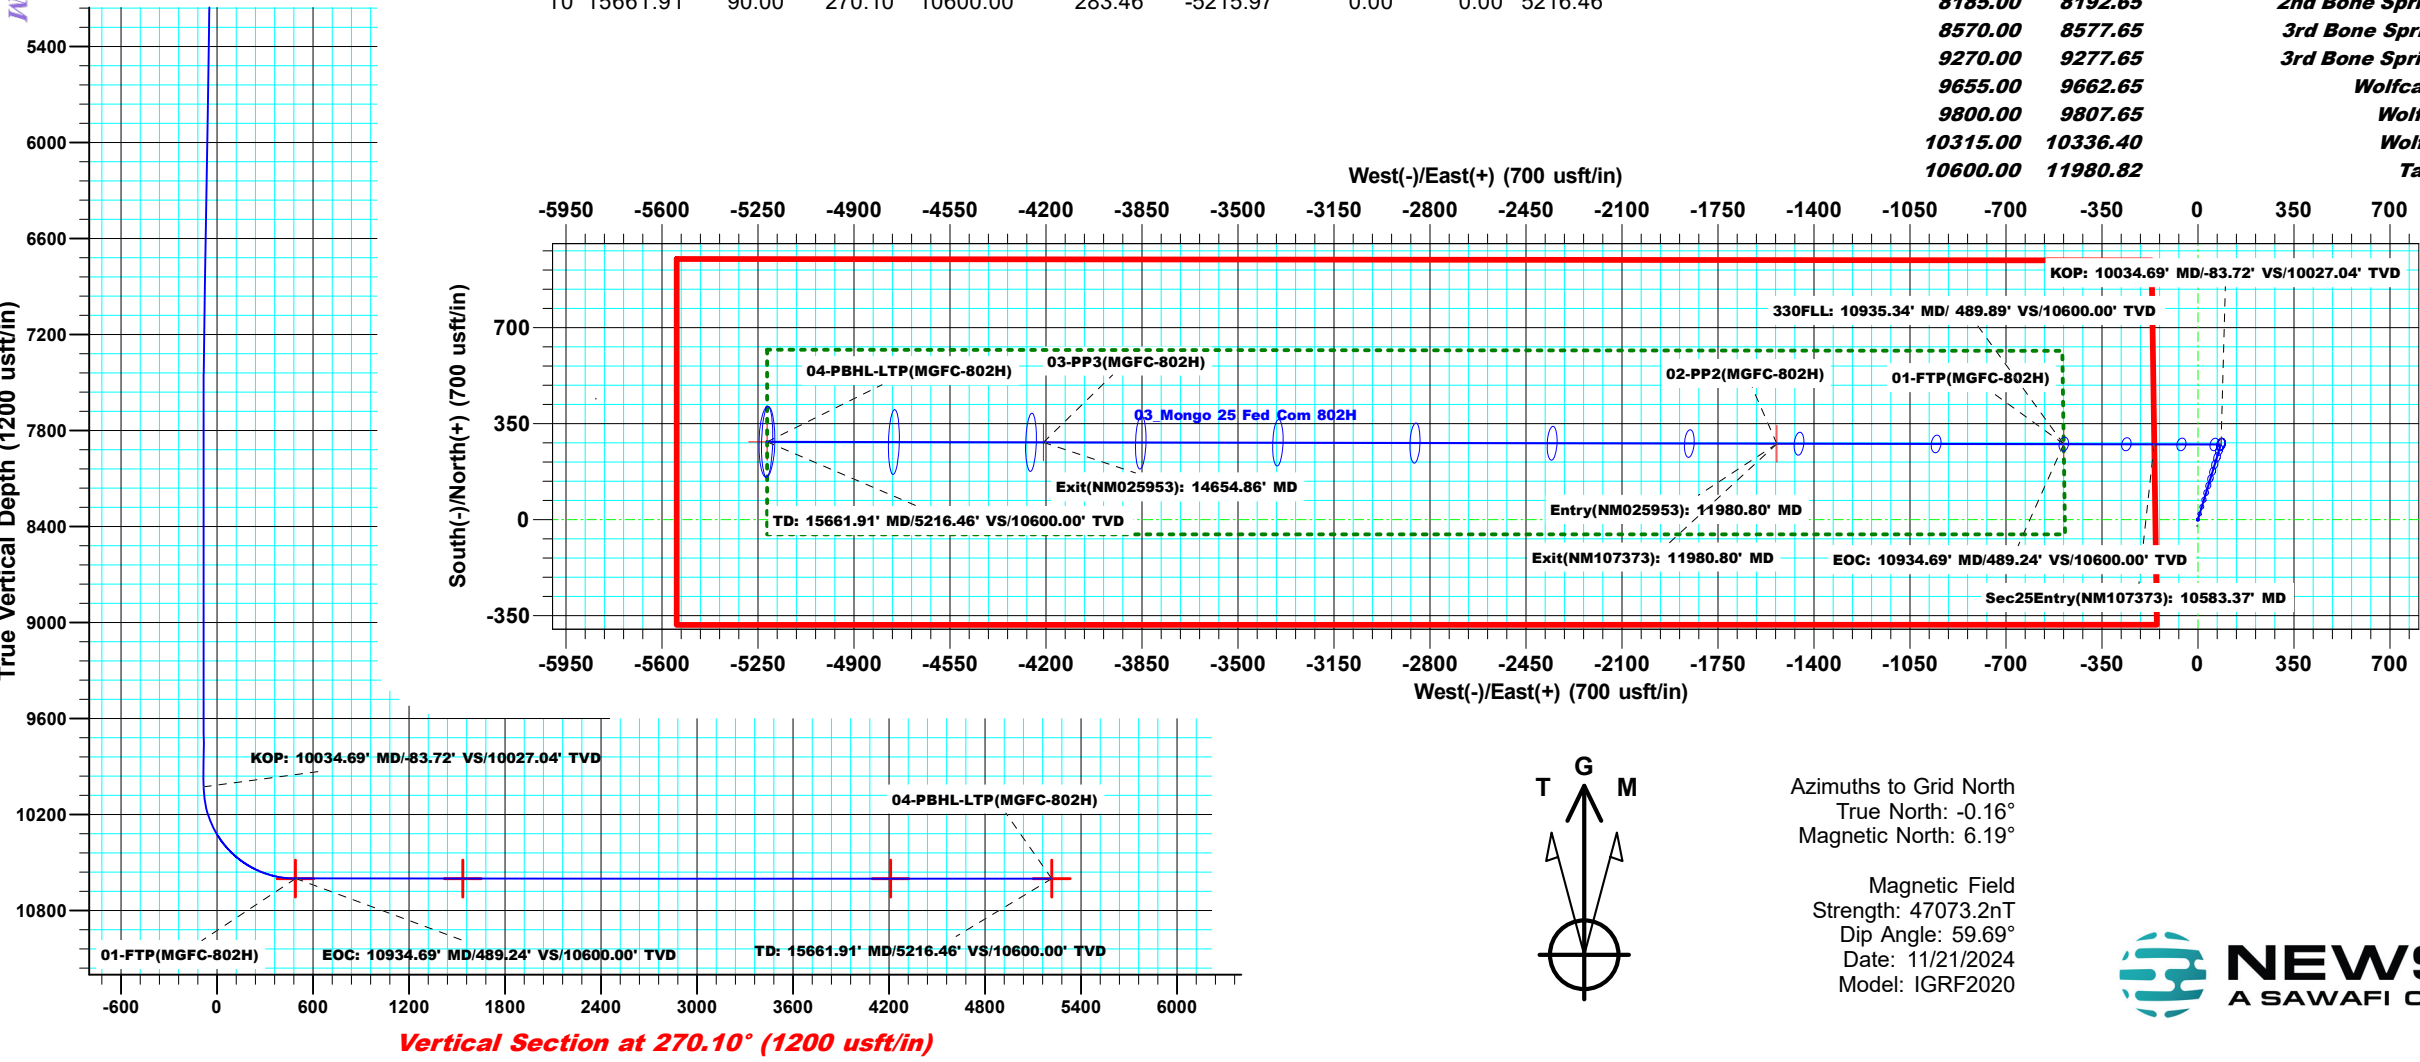 10 15661.91 90.00 270.10 10600.00 283.46 -5215.97 0.00 0.00 5216.46
8185.00 8192.65 2nd Bone Spri
8570.00 8577.65 3rd Bone Spri
9270.00 9277.65 3rd Bone Spri
9655.00 9662.65 Wolfca
9800.00 9807.65 Wolf
10315.00 10336.40 Wolf
10600.00 11980.82 Ta
True Vertical Depth (1200 usft/in)
5400
6000
6600
7200
7800
8400
9000
9600
10200
10800
West(-)/East(+) (700 usft/in)
-5950 -5600 -5250 -4900 -4550 -4200 -3850 -3500 -3150 -2800 -2450 -2100 -1750 -1400 -1050 -700 -350 0 350 700
South(-)/North(+) (700 usft/in)
700
350
0
-350
KOP: 10034.69' MD/-83.72' VS/10027.04' TVD
330FLL: 10935.34' MD/ 489.89' VS/10600.00' TVD
04-PBHL-LTP(MGFC-802H)
03-PP3(MGFC-802H)
02-PP2(MGFC-802H)
01-FTP(MGFC-802H)
03_Mongo 25 Fed Com 802H
Exit(NM025953): 14654.86' MD
TD: 15661.91' MD/5216.46' VS/10600.00' TVD
Entry(NM025953): 11980.80' MD
Exit(NM107373): 11980.80' MD
EOC: 10934.69' MD/489.24' VS/10600.00' TVD
Sec25Entry(NM107373): 10583.37' MD
-5950 -5600 -5250 -4900 -4550 -4200 -3850 -3500 -3150 -2800 -2450 -2100 -1750 -1400 -1050 -700 -350 0 350 700
West(-)/East(+) (700 usft/in)
KOP: 10034.69' MD/-83.72' VS/10027.04' TVD
04-PBHL-LTP(MGFC-802H)
01-FTP(MGFC-802H)
EOC: 10934.69' MD/489.24' VS/10600.00' TVD
TD: 15661.91' MD/5216.46' VS/10600.00' TVD
-600 0 600 1200 1800 2400 3000 3600 4200 4800 5400 6000
Vertical Section at 270.10° (1200 usft/in)
T G M
Azimuths to Grid North
True North: -0.16°
Magnetic North: 6.19°
Magnetic Field
Strength: 47073.2nT
Dip Angle: 59.69°
Date: 11/21/2024
Model: IGRF2020
NEWS
A SAWAFI C